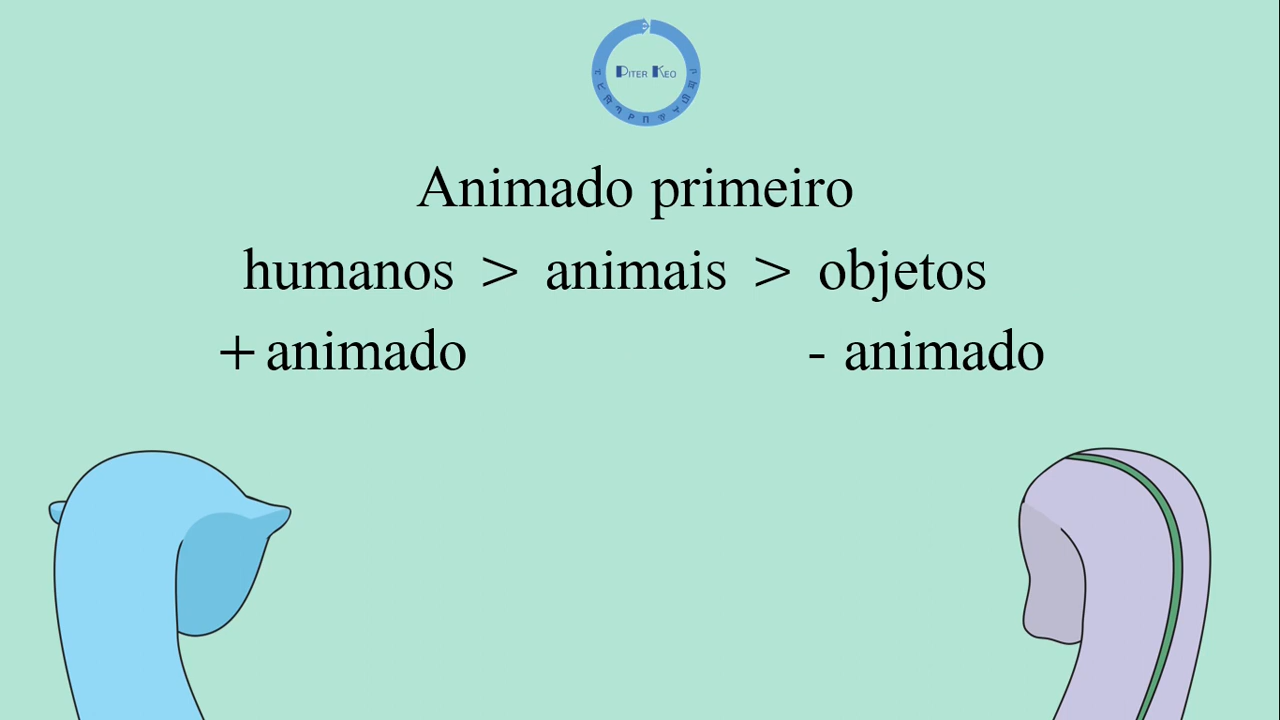 Piter Keo
Animado primeiro
humanos > animais > objetos
+ animado - animado